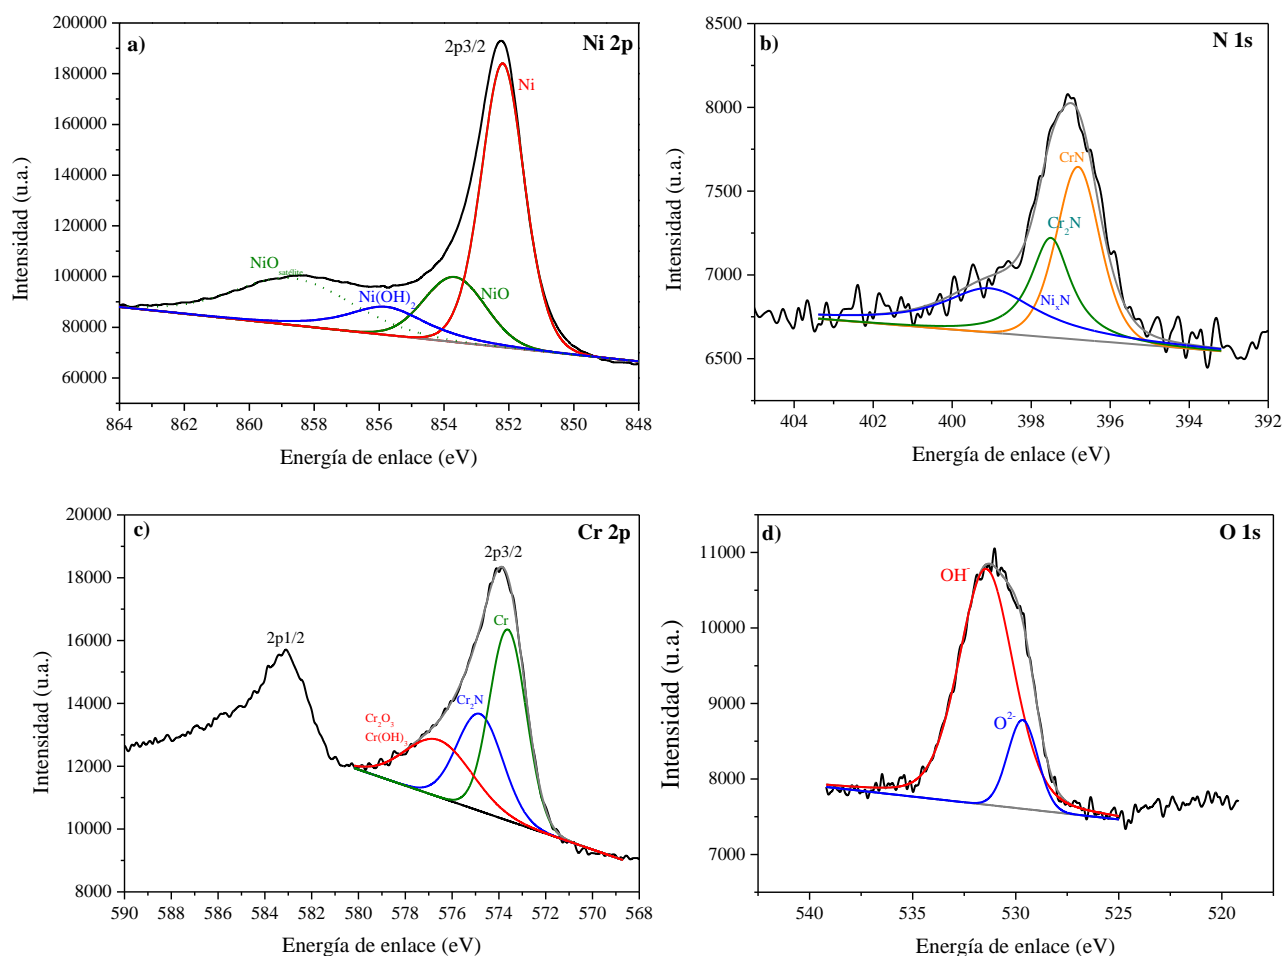 a)
Ni 2p
2p3/2
Ni
NiO
Ni(OH)2
NiO satélite
200000
180000
160000
140000
120000
100000
80000
60000
864 862 860 858 856 854 852 850 848
Intensidad (u.a.)
Energía de enlace (eV)
b)
N 1s
CrN
Cr2N
NixN
8500
8000
7500
7000
6500
404 402 400 398 396 394 392
Intensidad (u.a.)
Energía de enlace (eV)
c)
Cr 2p
2p3/2
2p1/2
Cr
Cr2N
Cr2O3
Cr(OH)3
20000
18000
16000
14000
12000
10000
8000
590 588 586 584 582 580 578 576 574 572 570 568
Intensidad (u.a.)
Energía de enlace (eV)
d)
O 1s
OH-
O2-
11000
10000
9000
8000
7000
540 535 530 525 520
Intensidad (u.a.)
Energía de enlace (eV)